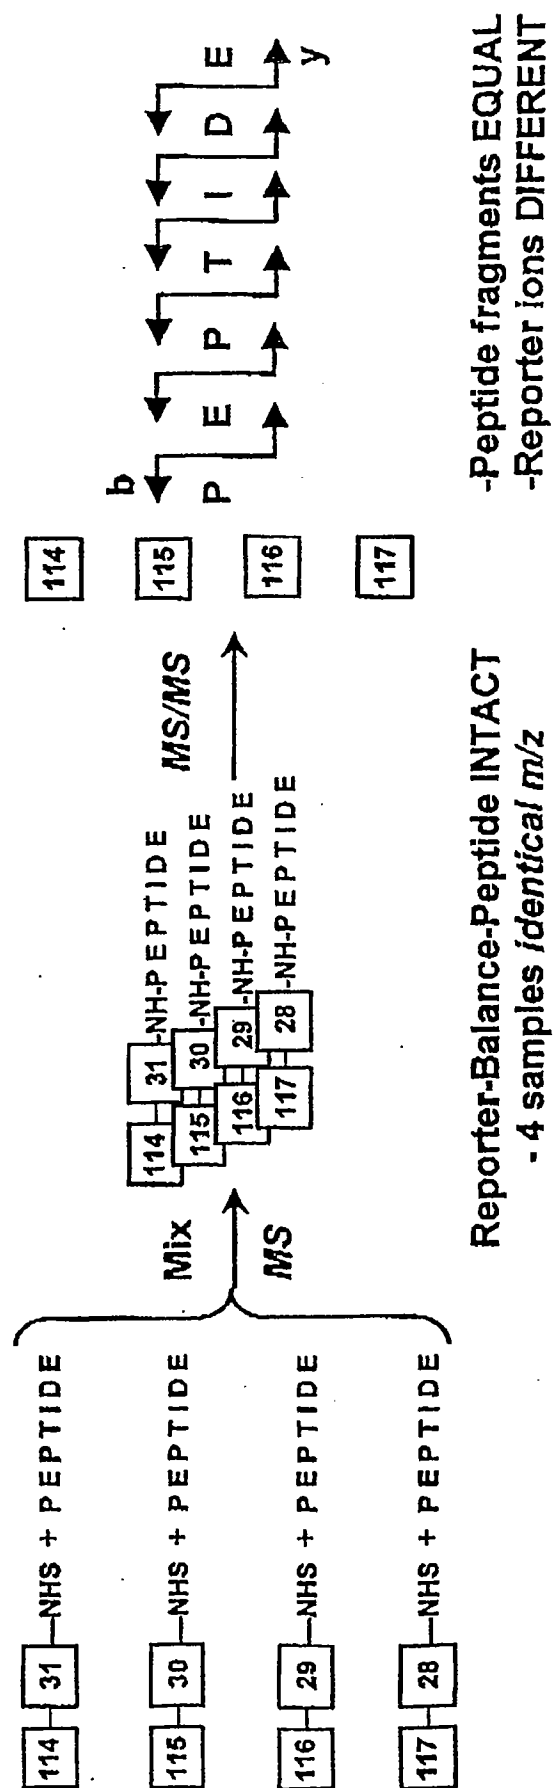 114 31 NHS + PEPTIDE
115 30 NHS + PEPTIDE
116 29 NHS + PEPTIDE
117 28 NHS + PEPTIDE
Mix
MS
114 31 -NH-PEPTIDE
115 30 -NH-PEPTIDE
116 29 -NH-PEPTIDE
117 28 -NH-PEPTIDE
Reporter-Balance-Peptide INTACT
- 4 samples identical m/z
MS/MS
114
115
116
117
b
P E P T I D E
y
-Peptide fragments EQUAL
-Reporter ions DIFFERENT